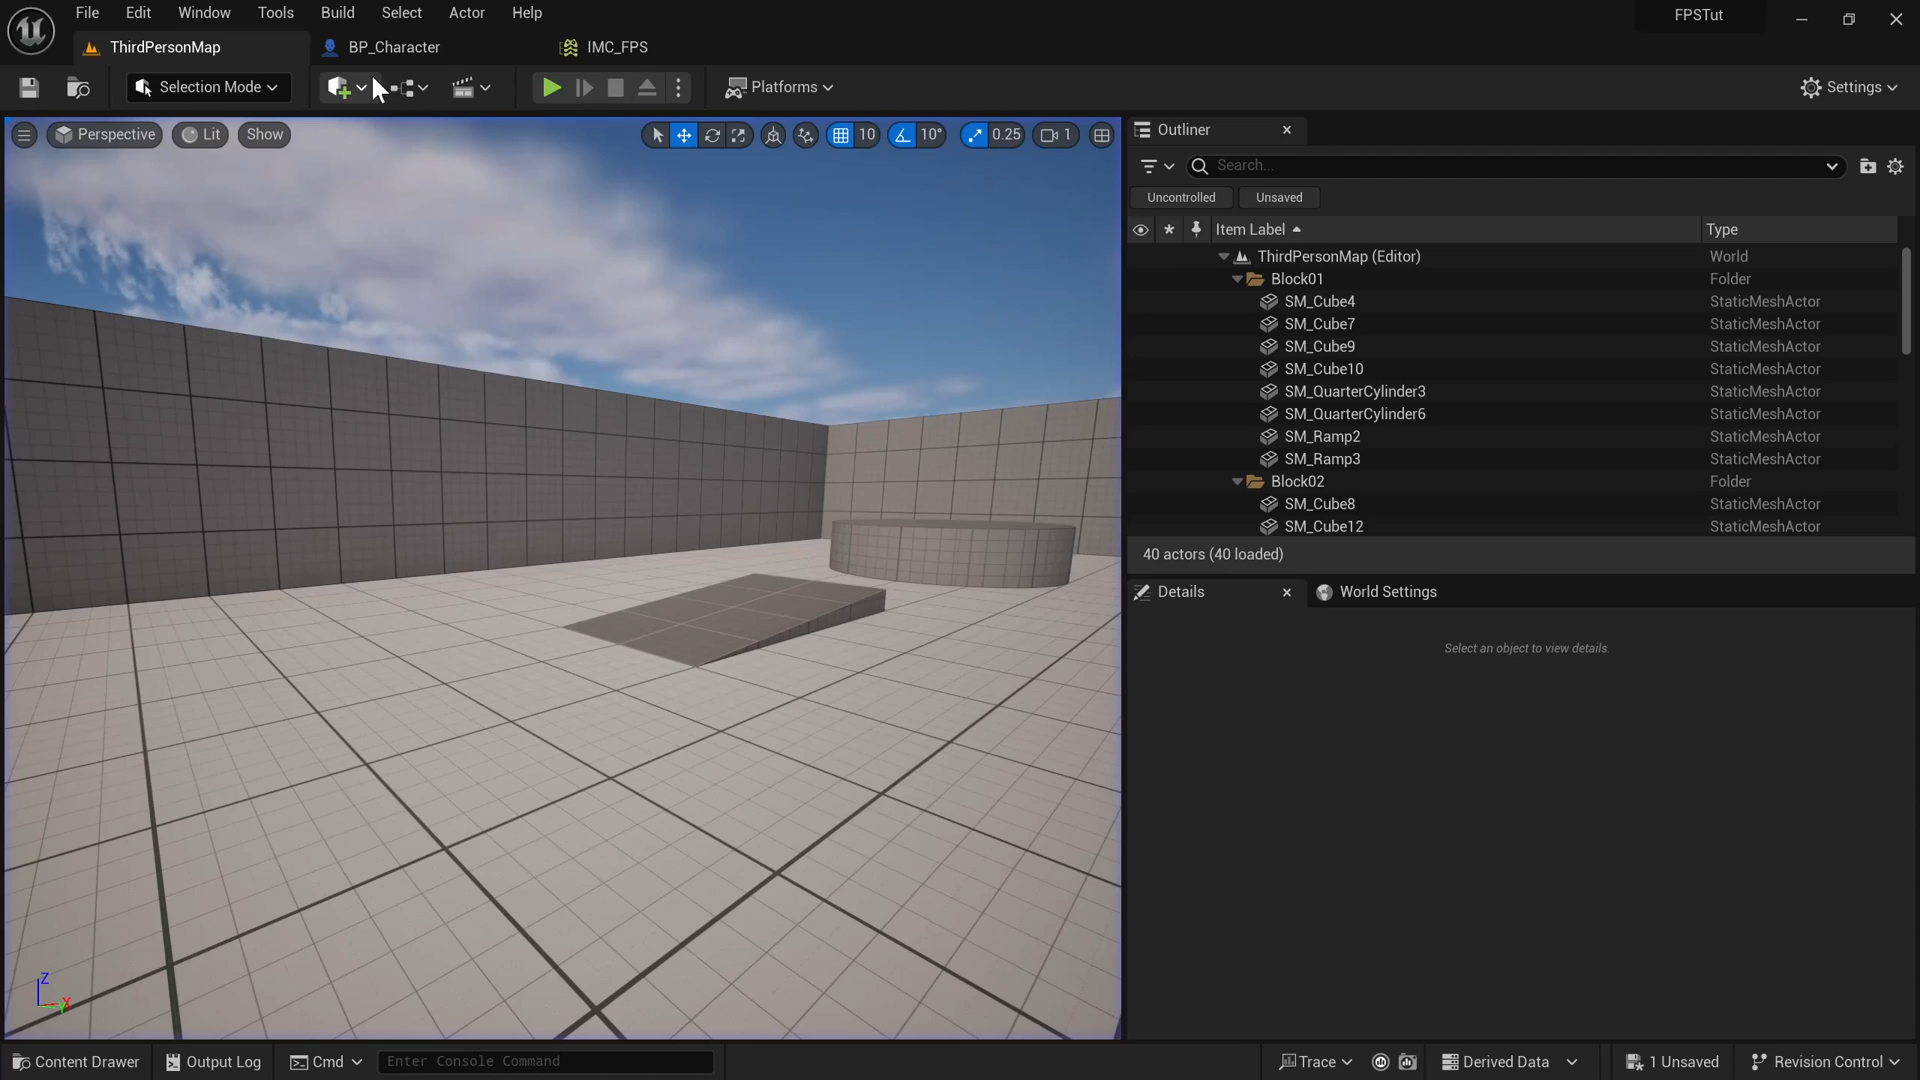 File Edit Window Tools Build Select Actor Help
FPSTut
ThirdPersonMap BP_Character IMC_FPS
Selection Mode Platforms Settings
Perspective Lit Show 10 10° 0.25 1
Outliner
Search...
Uncontrolled Unsaved
Item Label Type
ThirdPersonMap (Editor) World
Block01 Folder
SM_Cube4 StaticMeshActor
SM_Cube7 StaticMeshActor
SM_Cube9 StaticMeshActor
SM_Cube10 StaticMeshActor
SM_QuarterCylinder3 StaticMeshActor
SM_QuarterCylinder6 StaticMeshActor
SM_Ramp2 StaticMeshActor
SM_Ramp3 StaticMeshActor
Block02 Folder
SM_Cube8 StaticMeshActor
SM_Cube12 StaticMeshActor
40 actors (40 loaded)
Details World Settings
Select an object to view details.
Z
X
Content Drawer Output Log Cmd Enter Console Command Trace Derived Data 1 Unsaved Revision Control